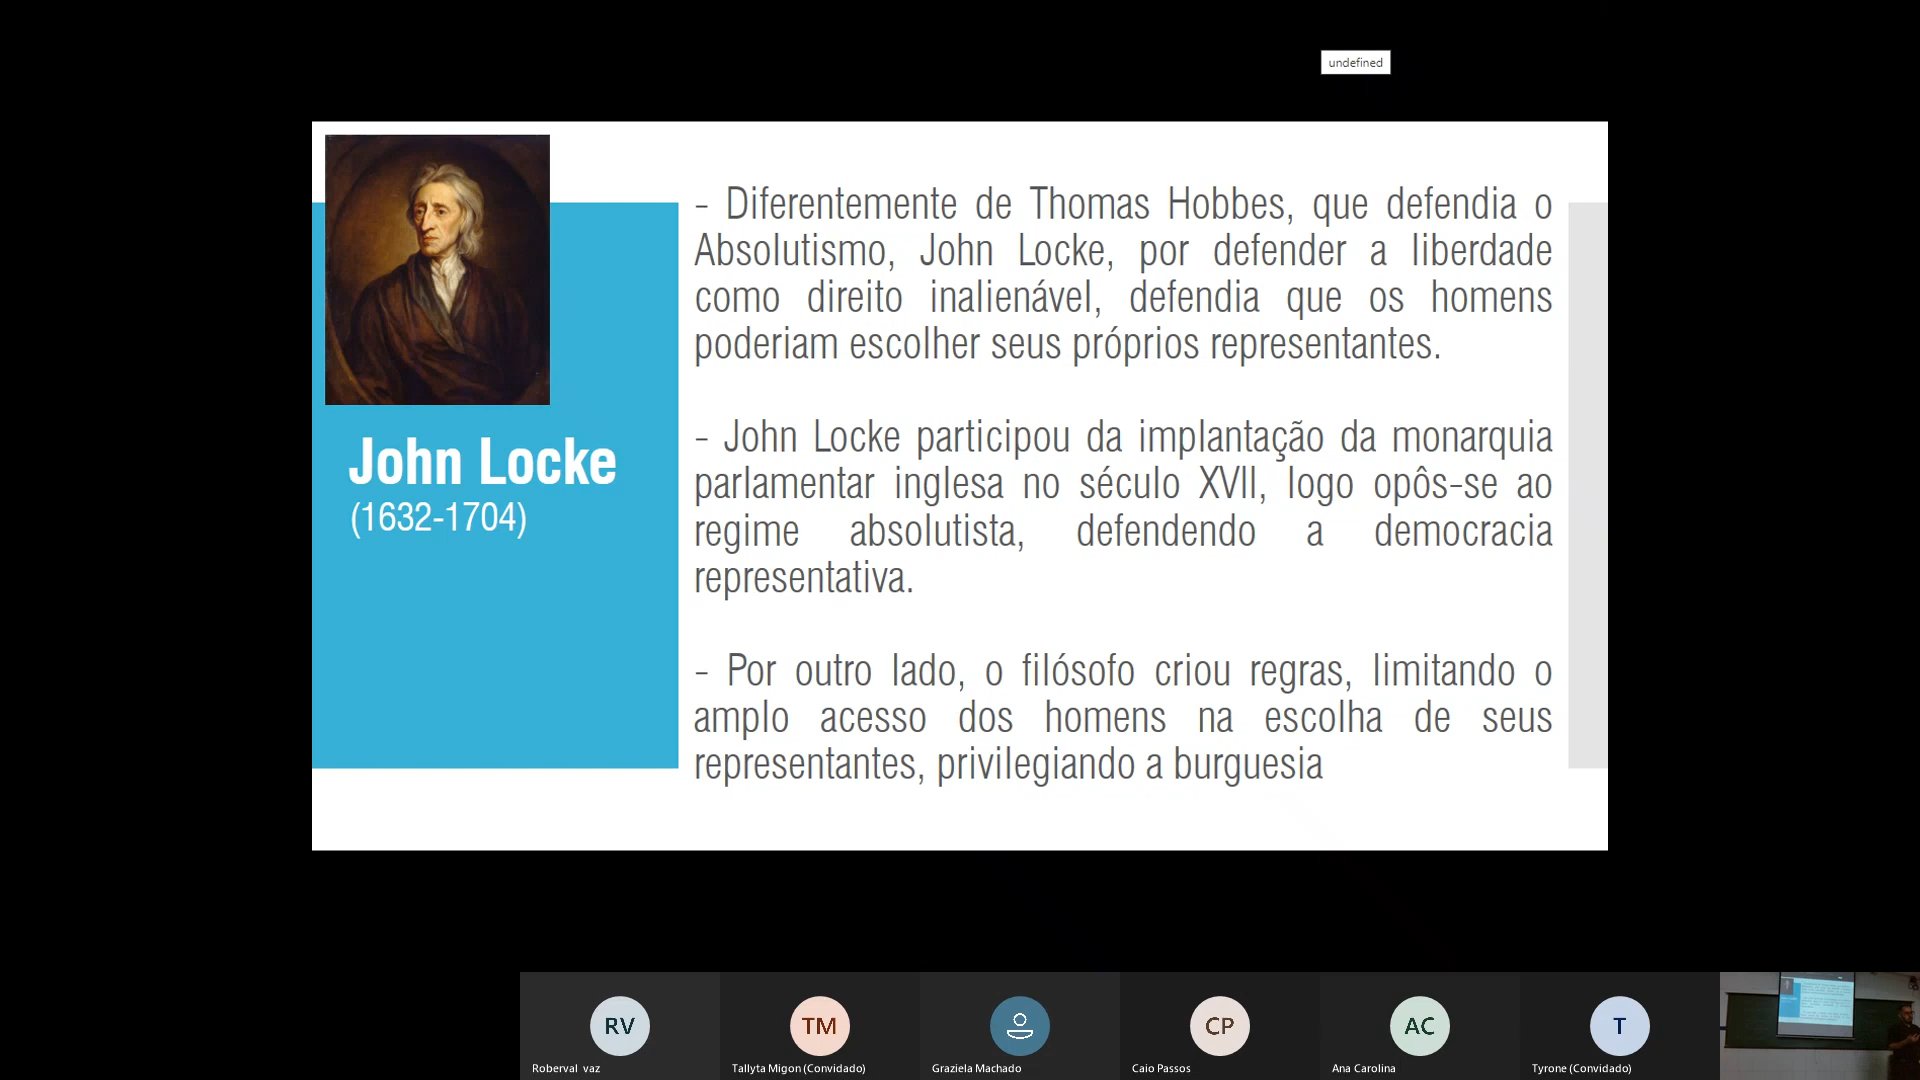 undefined
- Diferentemente de Thomas Hobbes, que defendia o
Absolutismo, John Locke, por defender a liberdade
como direito inalienável, defendia que os homens
poderiam escolher seus próprios representantes.
- John Locke participou da implantação da monarquia
parlamentar inglesa no século XVII, logo opôs-se ao
regime absolutista, defendendo a democracia
representativa.
- Por outro lado, o filósofo criou regras, limitando o
amplo acesso dos homens na escolha de seus
representantes, privilegiando a burguesia
John Locke
(1632-1704)
RV
TM
CP
AC
T
Roberval vaz
Tallyta Migon (Convidado)
Graziela Machado
Caio Passos
Ana Carolina
Tyrone (Convidado)